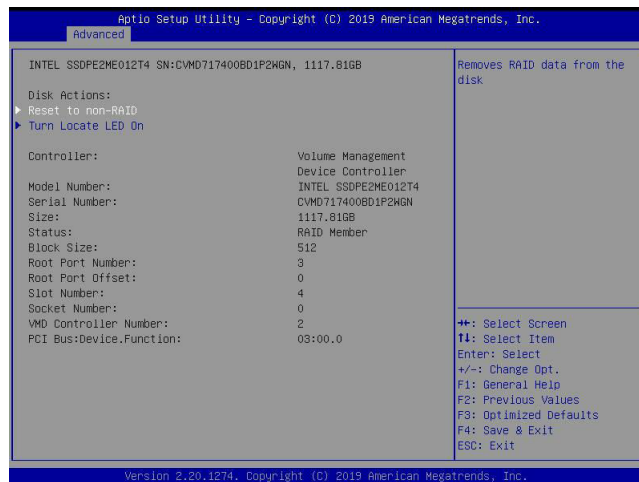 Aptio Setup Utility – Copyright (C) 2019 American Megatrends, Inc.
Advanced
INTEL SSDPE2ME012T4 SN:CVMD717400BD1P2WGN, 1117.81GB
Disk Actions:
Reset to non-RAID
Turn Locate LED On
Controller: Volume Management
Device Controller
Model Number: INTEL SSDPE2ME012T4
Serial Number: CVMD717400BD1P2WGN
Size: 1117.81GB
Status: RAID Member
Block Size: 512
Root Port Number: 3
Root Port Offset: 0
Slot Number: 4
Socket Number: 0
VMD Controller Number: 2
PCI Bus:Device.Function: 03:00.0
Removes RAID data from the
disk
→←: Select Screen
↑↓: Select Item
Enter: Select
+/-: Change Opt.
F1: General Help
F2: Previous Values
F3: Optimized Defaults
F4: Save & Exit
ESC: Exit
Version 2.20.1274. Copyright (C) 2019 American Megatrends, Inc.